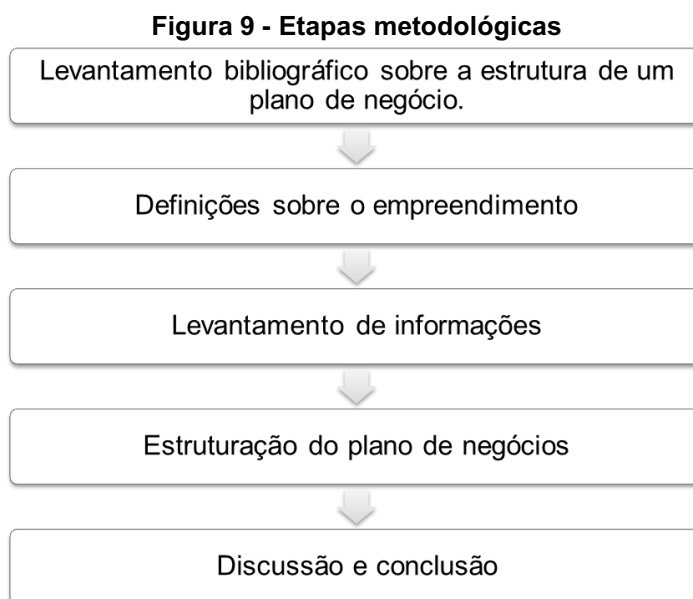 Figura 9 - Etapas metodológicas
Levantamento bibliográfico sobre a estrutura de um
plano de negócio.
Definições sobre o empreendimento
Levantamento de informações
Estruturação do plano de negócios
Discussão e conclusão